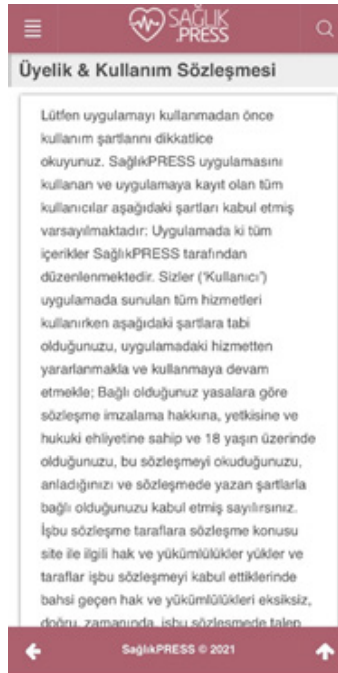 SAĞLIK
.PRESS
Üyelik & Kullanım Sözleşmesi
Lütfen uygulamayı kullanmadan önce
kullanım şartlarını dikkatlice
okuyunuz. SağlıkPRESS uygulamasını
kullanan ve uygulamaya kayıt olan tüm
kullanıcılar aşağıdaki şartları kabul etmiş
varsayılmaktadır: Uygulamada ki tüm
içerikler SağlıkPRESS tarafından
düzenlenmektedir. Sizler ('Kullanıcı')
uygulamada sunulan tüm hizmetleri
kullanırken aşağıdaki şartlara tabi
olduğunuzu, uygulamadaki hizmetten
yararlanmakla ve kullanmaya devam
etmekle; Bağlı olduğunuz yasalara göre
sözleşme imzalama hakkına, yetkisine ve
hukuki ehliyetine sahip ve 18 yaşın üzerinde
olduğunuzu, bu sözleşmeyi okuduğunuzu,
anladığınızı ve sözleşmede yazan şartlarla
bağlı olduğunuzu kabul etmiş sayılırsınız.
İşbu sözleşme taraflara sözleşme konusu
site ile ilgili hak ve yükümlülükler yükler ve
taraflar işbu sözleşmeyi kabul ettiklerinde
bahsi geçen hak ve yükümlülükleri eksiksiz,
doğru, zamanında, işbu sözleşmede talep
SağlıkPRESS © 2021